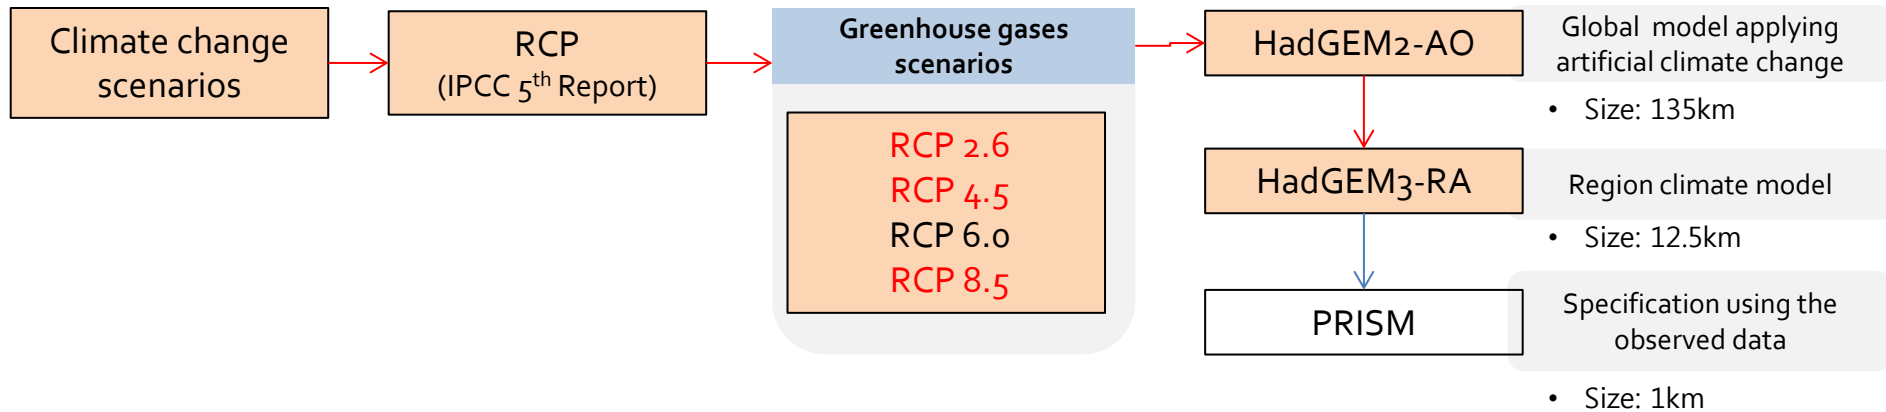 Climate change
scenarios
RCP
(IPCC 5th Report)
Greenhouse gases
scenarios
RCP 2.6
RCP 4.5
RCP 6.0
RCP 8.5
HadGEM2-AO
Global model applying
artificial climate change
• Size: 135km
HadGEM3-RA
Region climate model
• Size: 12.5km
PRISM
Specification using the
observed data
• Size: 1km